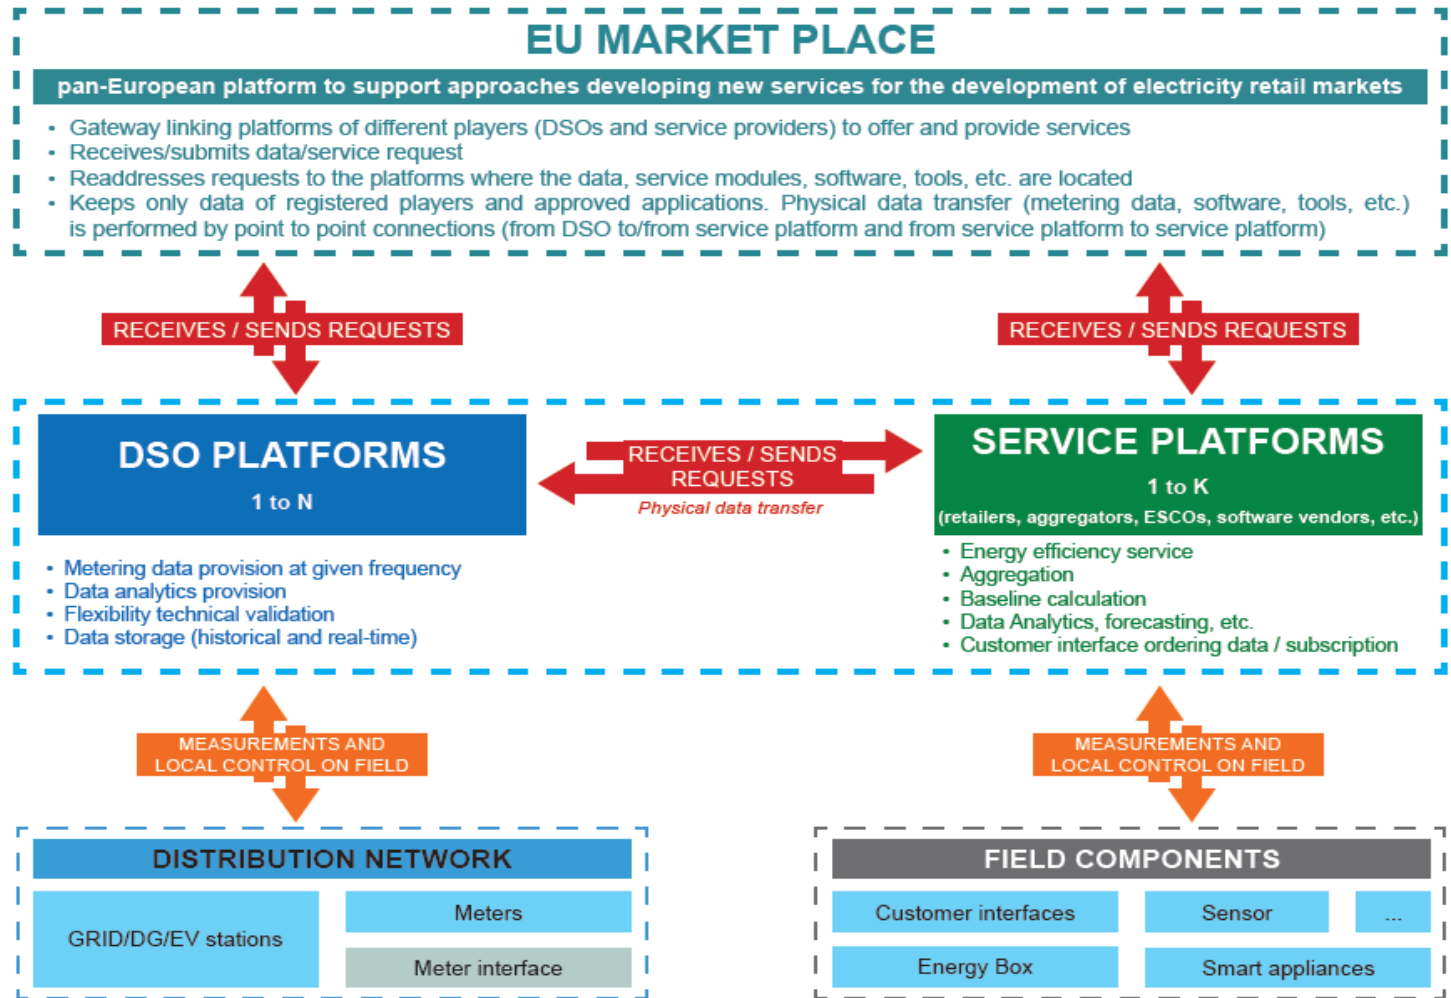 EU MARKET PLACE
pan-European platform to support approaches developing new services for the development of electricity retail markets
• Gateway linking platforms of different players (DSOs and service providers) to offer and provide services
• Receives/submits data/service request
• Readdresses requests to the platforms where the data, service modules, software, tools, etc. are located
• Keeps only data of registered players and approved applications. Physical data transfer (metering data, software, tools, etc.)
is performed by point to point connections (from DSO to/from service platform and from service platform to service platform)
RECEIVES / SENDS REQUESTS
RECEIVES / SENDS REQUESTS
DSO PLATFORMS
1 to N
• Metering data provision at given frequency
• Data analytics provision
• Flexibility technical validation
• Data storage (historical and real-time)
RECEIVES / SENDS
REQUESTS
Physical data transfer
SERVICE PLATFORMS
1 to K
(retailers, aggregators, ESCOs, software vendors, etc.)
• Energy efficiency service
• Aggregation
• Baseline calculation
• Data Analytics, forecasting, etc.
• Customer interface ordering data / subscription
MEASUREMENTS AND
LOCAL CONTROL ON FIELD
MEASUREMENTS AND
LOCAL CONTROL ON FIELD
DISTRIBUTION NETWORK
GRID/DG/EV stations
Meters
Meter interface
FIELD COMPONENTS
Customer interfaces
Sensor
...
Energy Box
Smart appliances